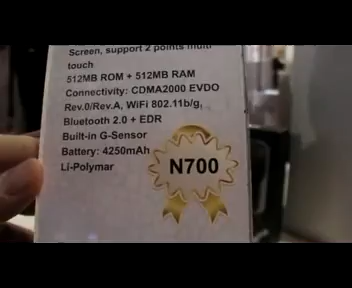 Screen, support 2 points multi
touch
512MB ROM + 512MB RAM
Connectivity: CDMA2000 EVDO
Rev.0/Rev.A, WiFi 802.11b/g,
Bluetooth 2.0 + EDR
Built-in G-Sensor
Battery: 4250mAh
Li-Polymar
N700